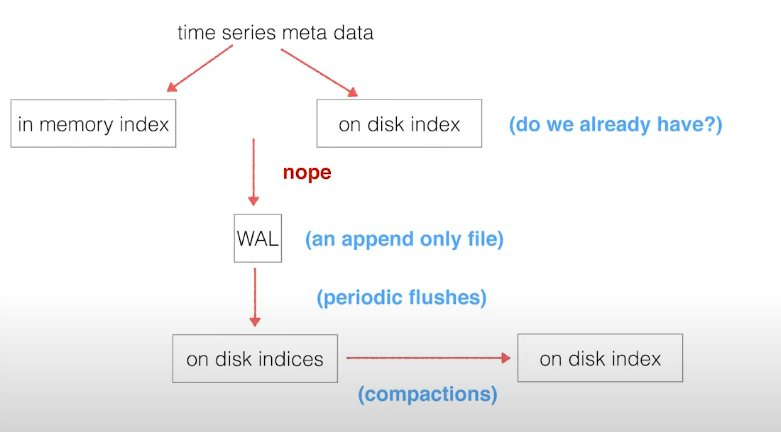 time series meta data
in memory index
on disk index
(do we already have?)
nope
WAL
(an append only file)
(periodic flushes)
on disk indices
on disk index
(compactions)